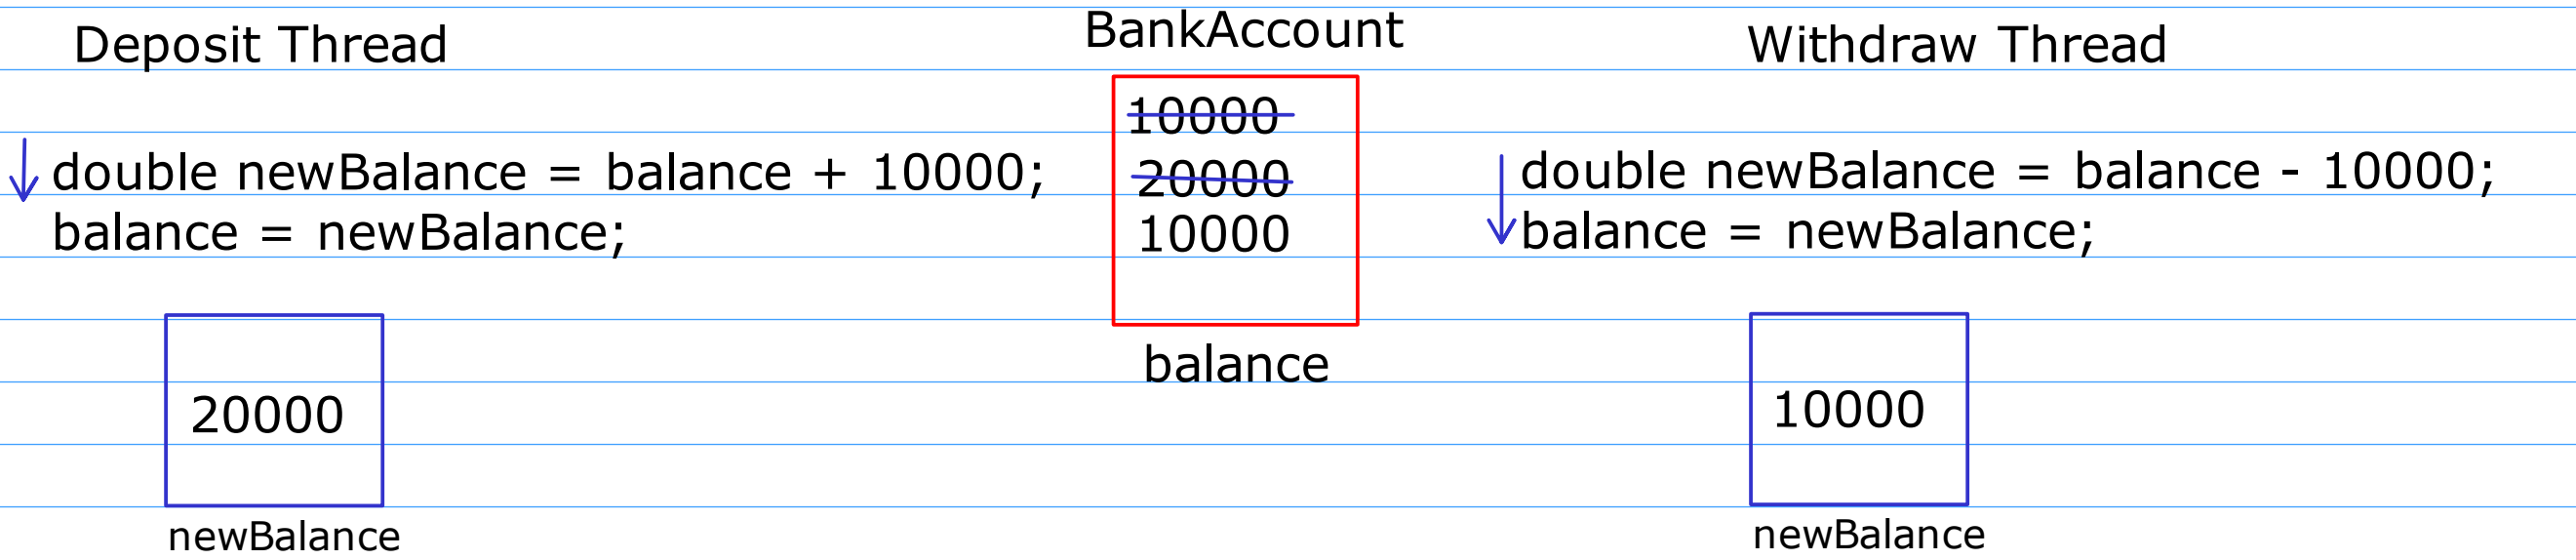 Deposit Thread
BankAccount
Withdraw Thread
10000
20000
10000
double newBalance = balance + 10000;
balance = newBalance;
double newBalance = balance - 10000;
balance = newBalance;
balance
20000
newBalance
10000
newBalance